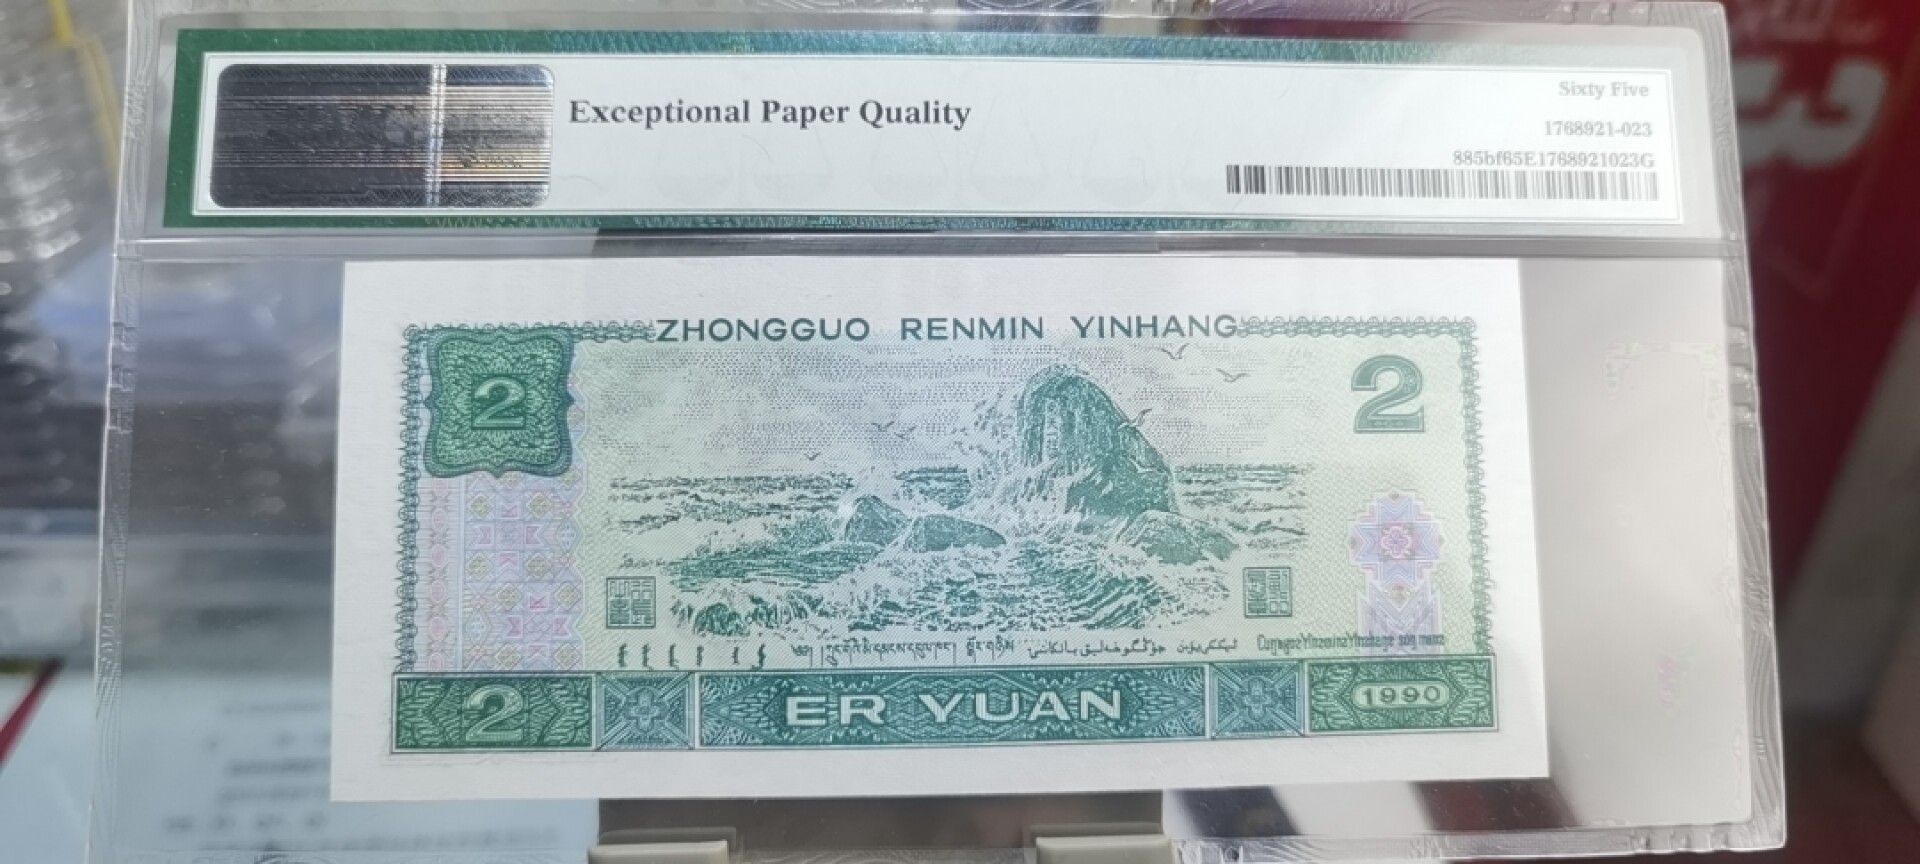 Exceptional Paper Quality
Sixty Five
1768921-023
885bf65E1768921023G
ZHONGGUO RENMIN YINHANG
2
2
2
ER YUAN
1990